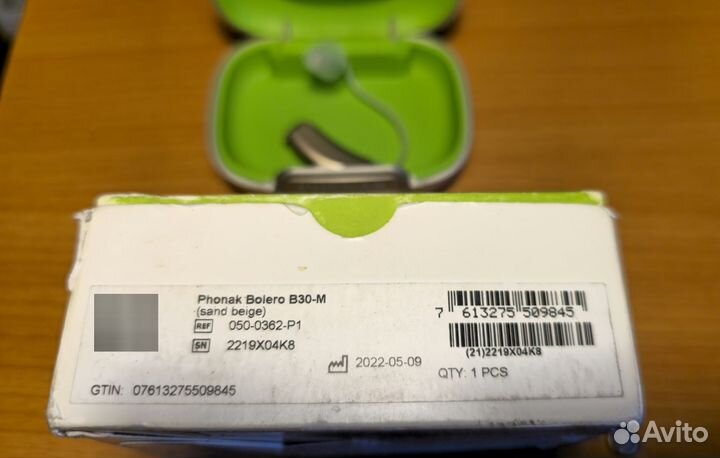 Phonak Bolero B30-M
(sand beige)
REF 050-0362-P1
SN 2219X04K8
2022-05-09
GTIN: 07613275509845
7 613275 509845
(21)2219X04K8
QTY: 1 PCS
Avito